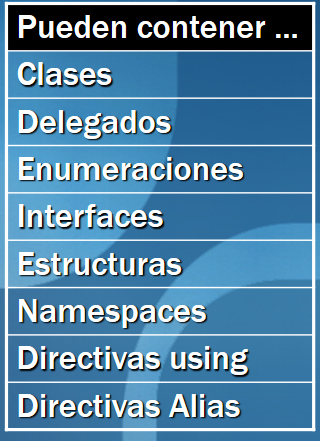 Pueden contener ...
Clases
Delegados
Enumeraciones
Interfaces
Estructuras
Namespaces
Directivas using
Directivas Alias